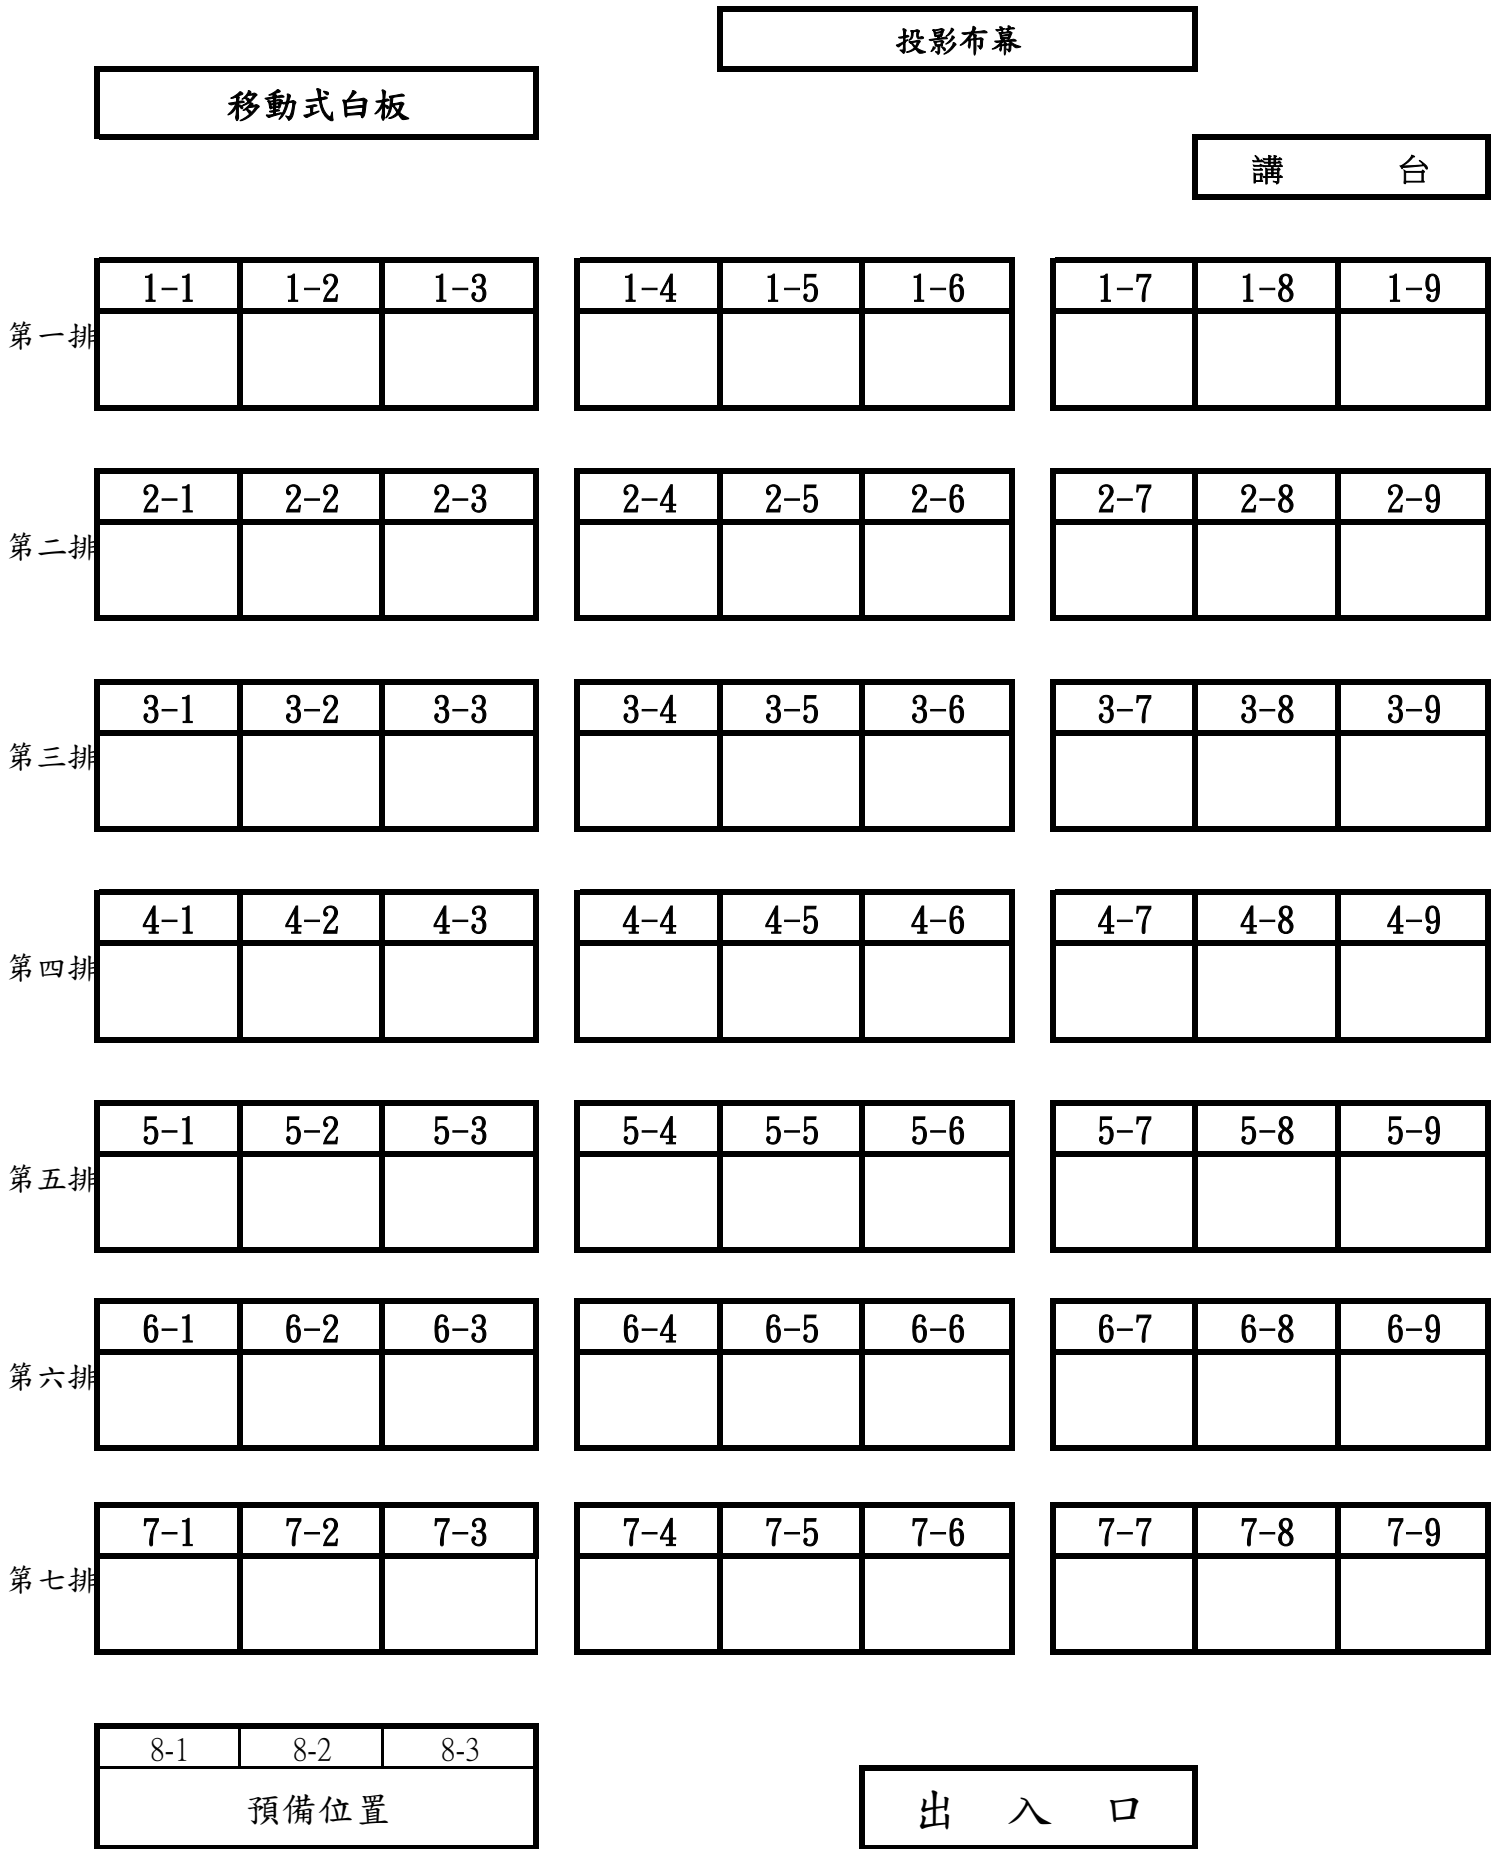 投影布幕
移動式白板
講 台
1-1 1-2 1-3 1-4 1-5 1-6 1-7 1-8 1-9
第一排
2-1 2-2 2-3 2-4 2-5 2-6 2-7 2-8 2-9
第二排
3-1 3-2 3-3 3-4 3-5 3-6 3-7 3-8 3-9
第三排
4-1 4-2 4-3 4-4 4-5 4-6 4-7 4-8 4-9
第四排
5-1 5-2 5-3 5-4 5-5 5-6 5-7 5-8 5-9
第五排
6-1 6-2 6-3 6-4 6-5 6-6 6-7 6-8 6-9
第六排
7-1 7-2 7-3 7-4 7-5 7-6 7-7 7-8 7-9
第七排
8-1 8-2 8-3
預備位置
出 入 口